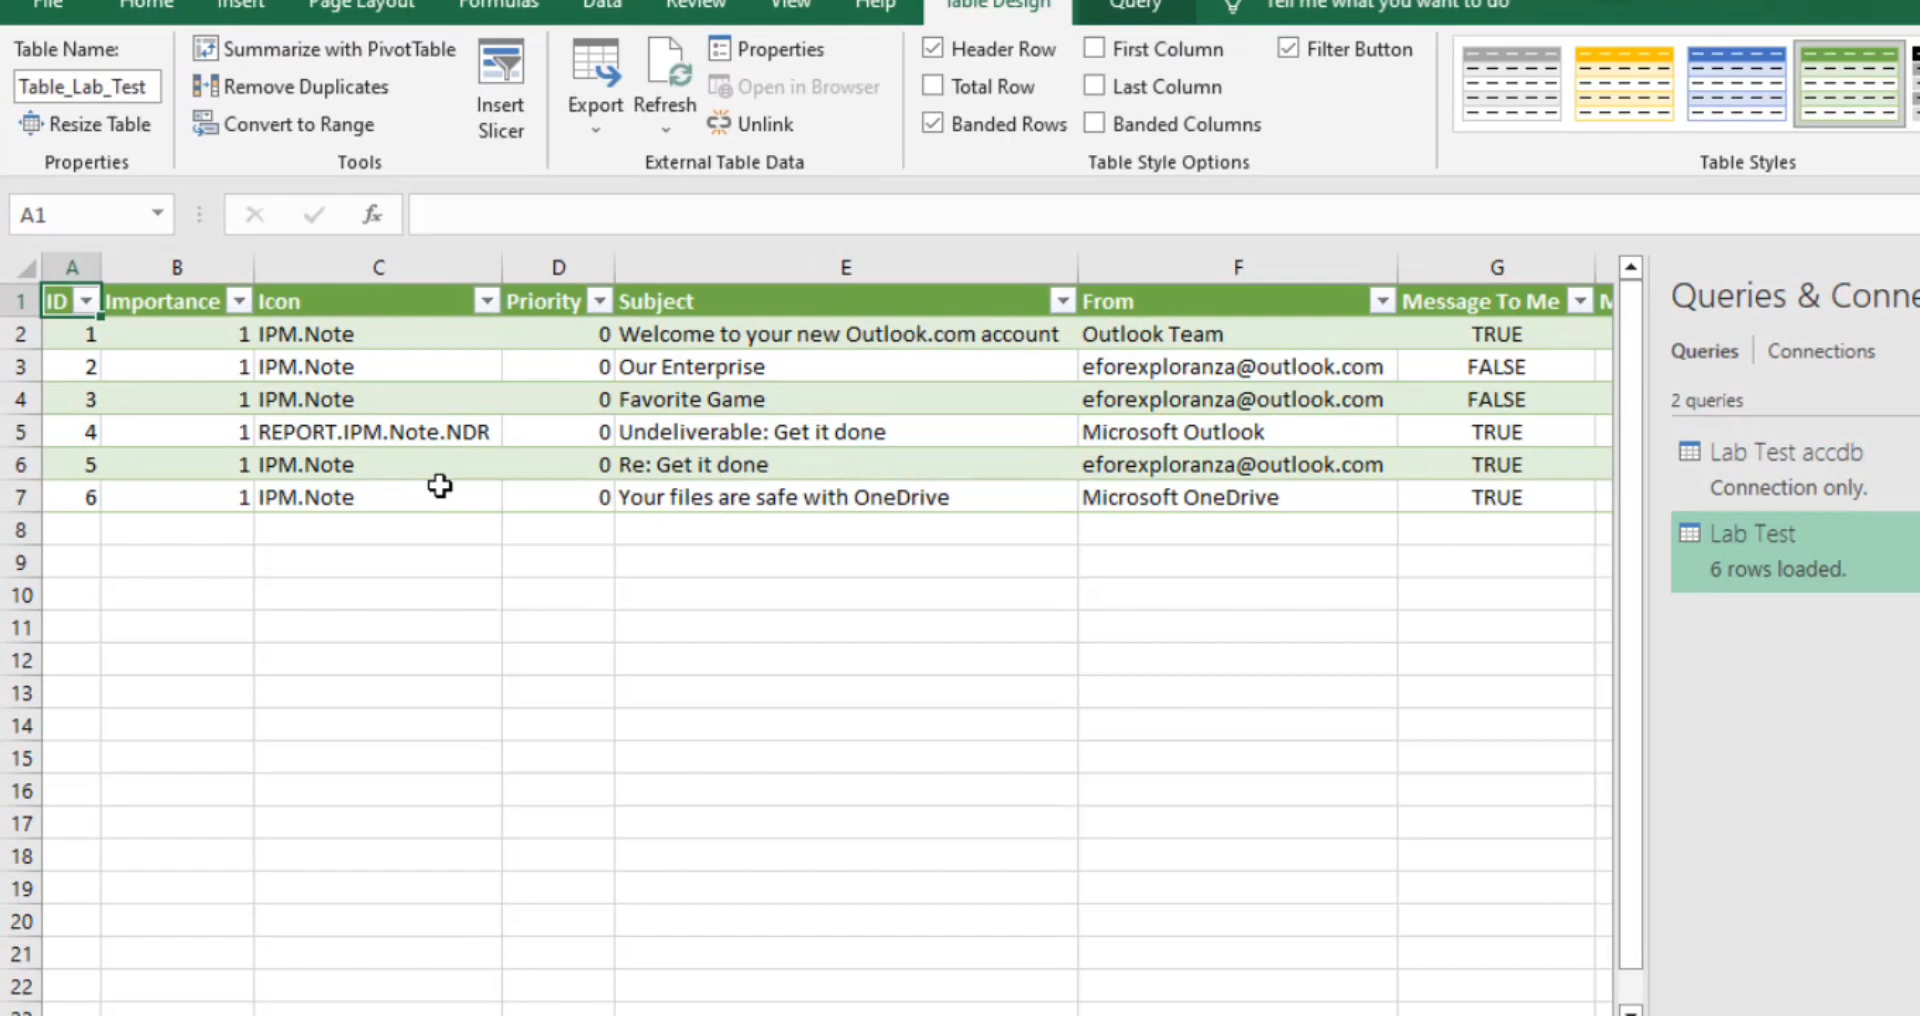 File Home Insert Page Layout Formulas Data Review View Help Table Design Query Tell me what you want to do
Table Name:
Table_Lab_Test
Resize Table
Properties
Summarize with PivotTable
Remove Duplicates
Convert to Range
Tools
Insert
Slicer
Export
Refresh
Properties
Open in Browser
Unlink
External Table Data
Header Row
Total Row
Banded Rows
First Column
Last Column
Banded Columns
Filter Button
Table Style Options
Table Styles
A1 fx
A B C D E F G
1 ID Importance Icon Priority Subject From Message To Me M
2 1 1 IPM.Note 0 Welcome to your new Outlook.com account Outlook Team TRUE
3 2 1 IPM.Note 0 Our Enterprise eforexploranza@outlook.com FALSE
4 3 1 IPM.Note 0 Favorite Game eforexploranza@outlook.com FALSE
5 4 1 REPORT.IPM.Note.NDR 0 Undeliverable: Get it done Microsoft Outlook TRUE
6 5 1 IPM.Note 0 Re: Get it done eforexploranza@outlook.com TRUE
7 6 1 IPM.Note 0 Your files are safe with OneDrive Microsoft OneDrive TRUE
8
9
10
11
12
13
14
15
16
17
18
19
20
21
22
23
Queries & Conne
Queries | Connections
2 queries
Lab Test accdb
Connection only.
Lab Test
6 rows loaded.